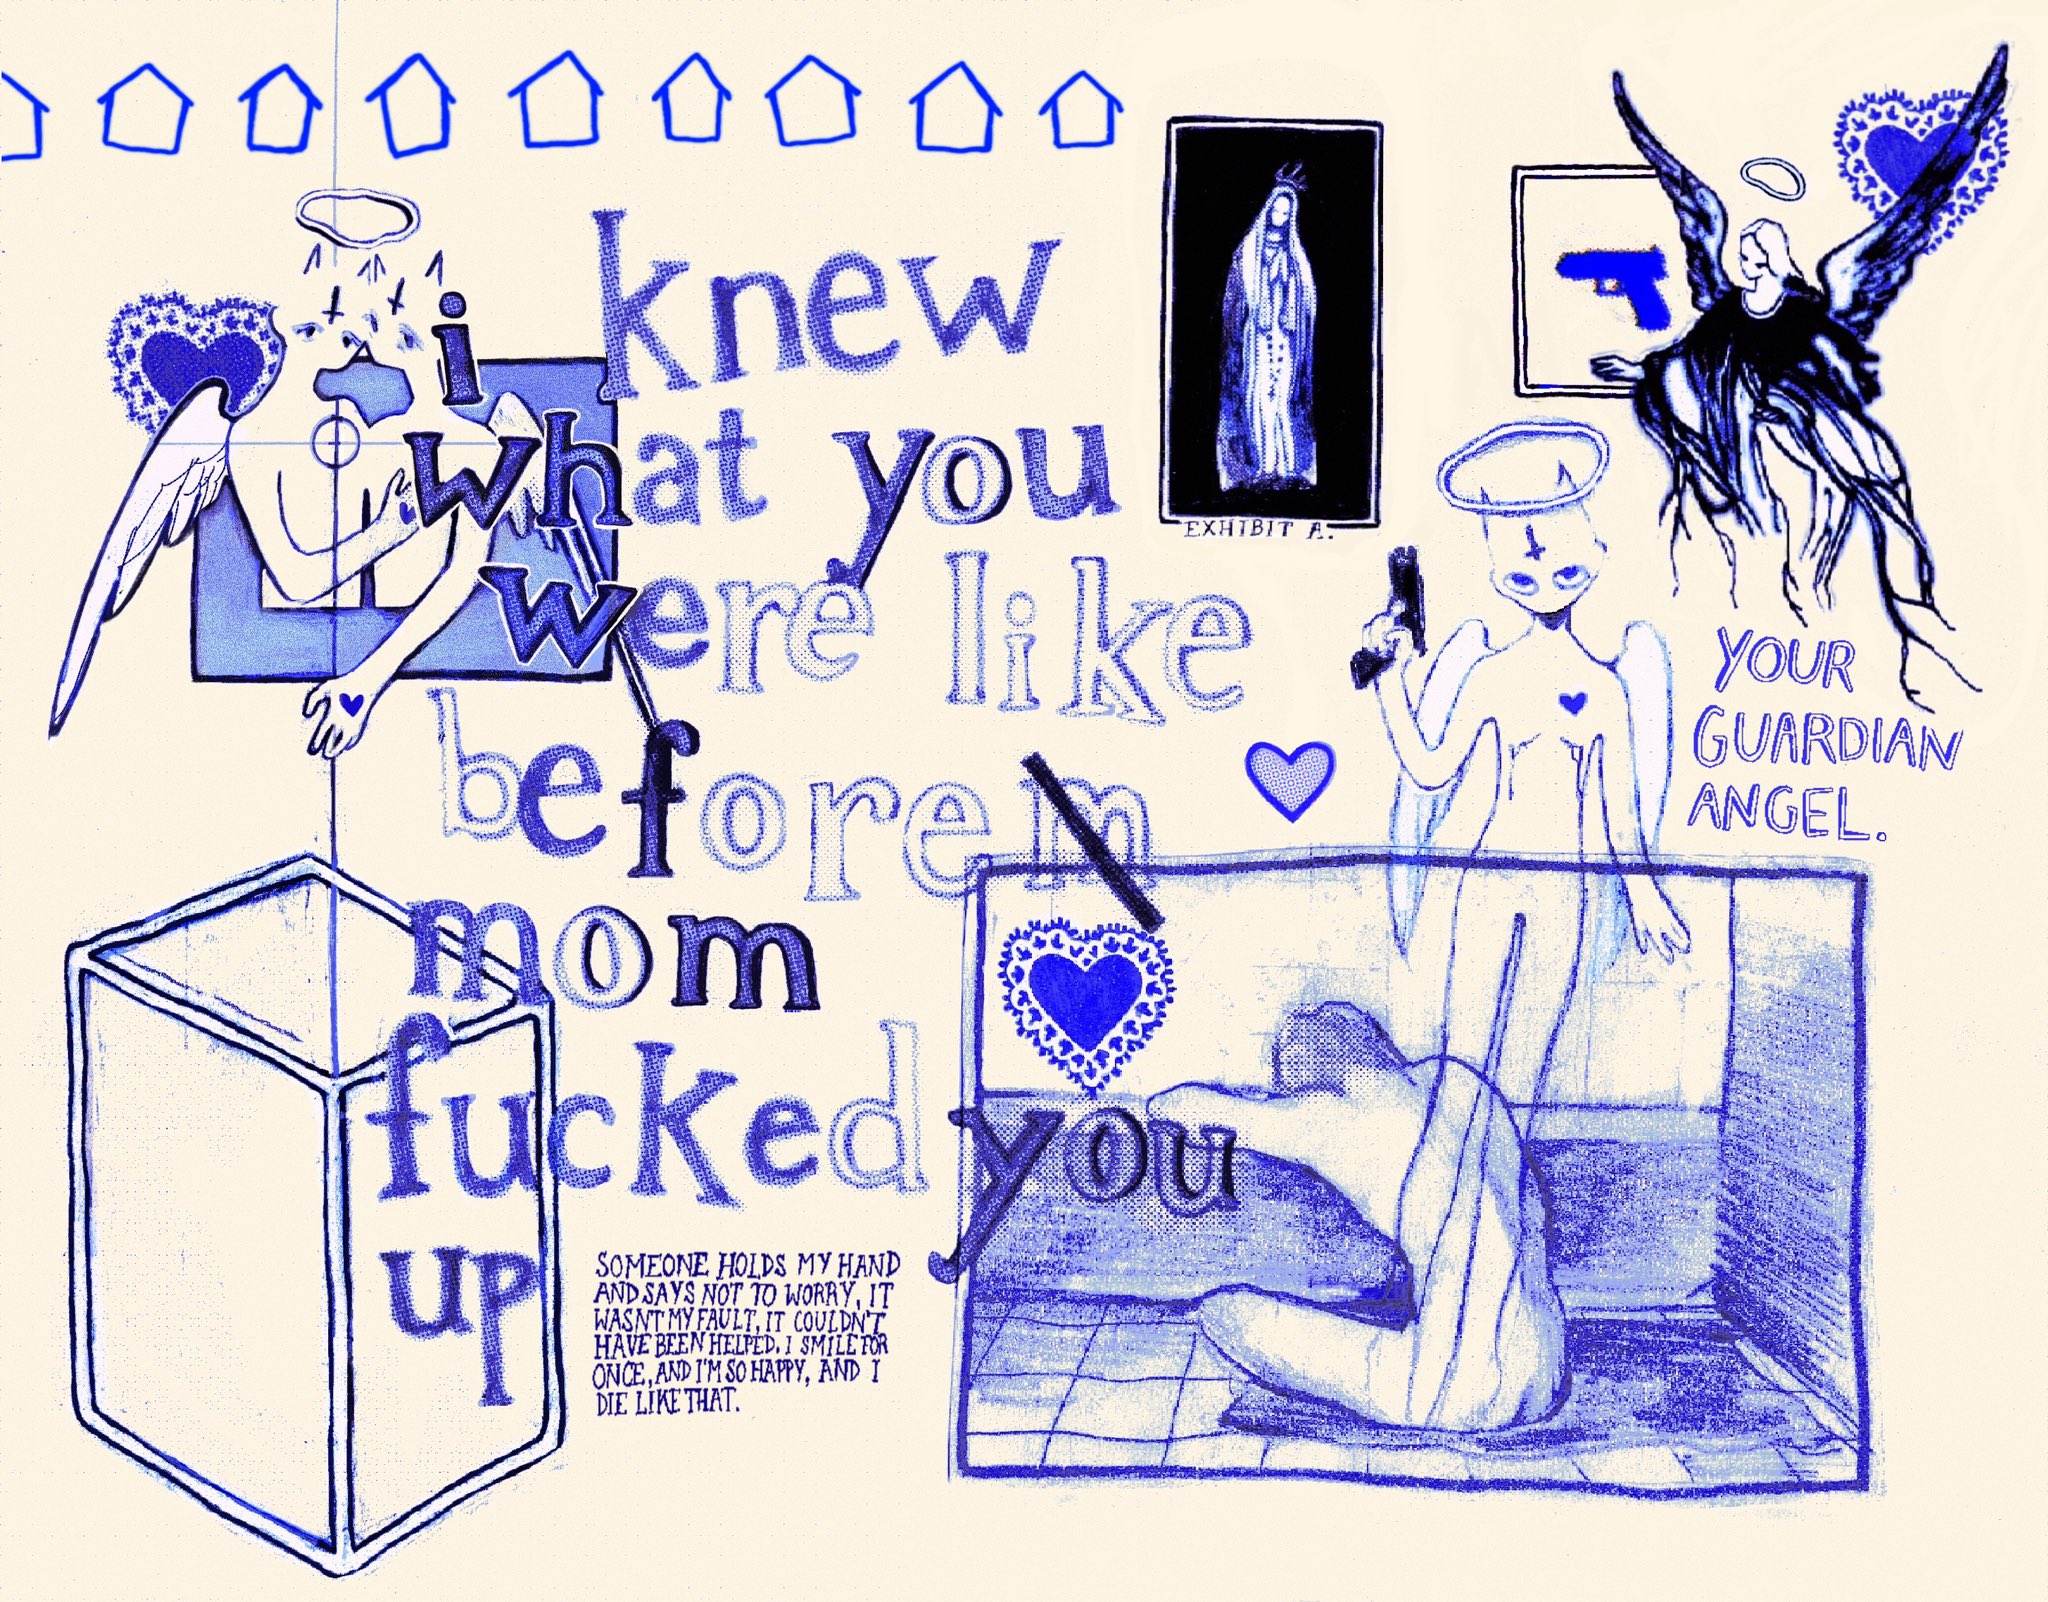 i knew
what you
were like
before m
mom
fucked you
up
EXHIBIT A.
YOUR
GUARDIAN
ANGEL.
SOMEONE HOLDS MY HAND
AND SAYS NOT TO WORRY, IT
WASNT MY FAULT, IT COULDN'T
HAVE BEEN HELPED. I SMILE FOR
ONCE, AND I'M SO HAPPY, AND I
DIE LIKE THAT.